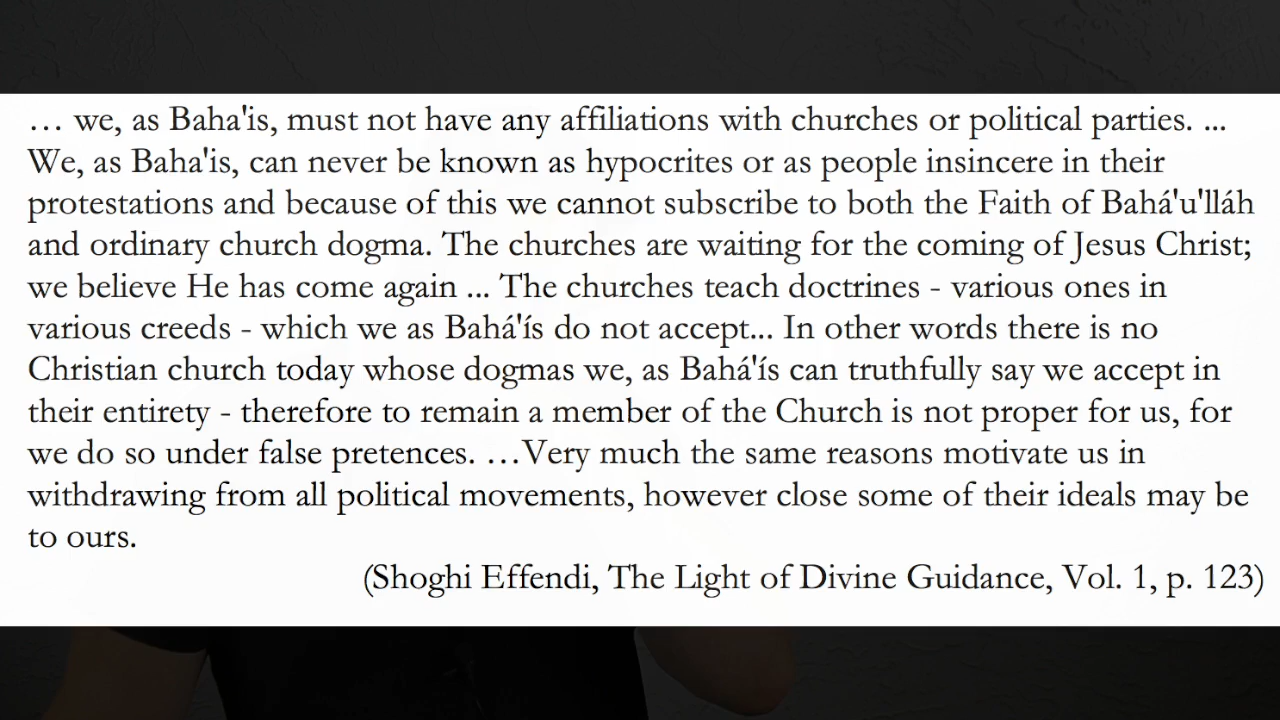 … we, as Baha'is, must not have any affiliations with churches or political parties. ...
We, as Baha'is, can never be known as hypocrites or as people insincere in their
protestations and because of this we cannot subscribe to both the Faith of Bahá'u'lláh
and ordinary church dogma. The churches are waiting for the coming of Jesus Christ;
we believe He has come again ... The churches teach doctrines - various ones in
various creeds - which we as Bahá'ís do not accept... In other words there is no
Christian church today whose dogmas we, as Bahá'ís can truthfully say we accept in
their entirety - therefore to remain a member of the Church is not proper for us, for
we do so under false pretences. …Very much the same reasons motivate us in
withdrawing from all political movements, however close some of their ideals may be
to ours.
(Shoghi Effendi, The Light of Divine Guidance, Vol. 1, p. 123)